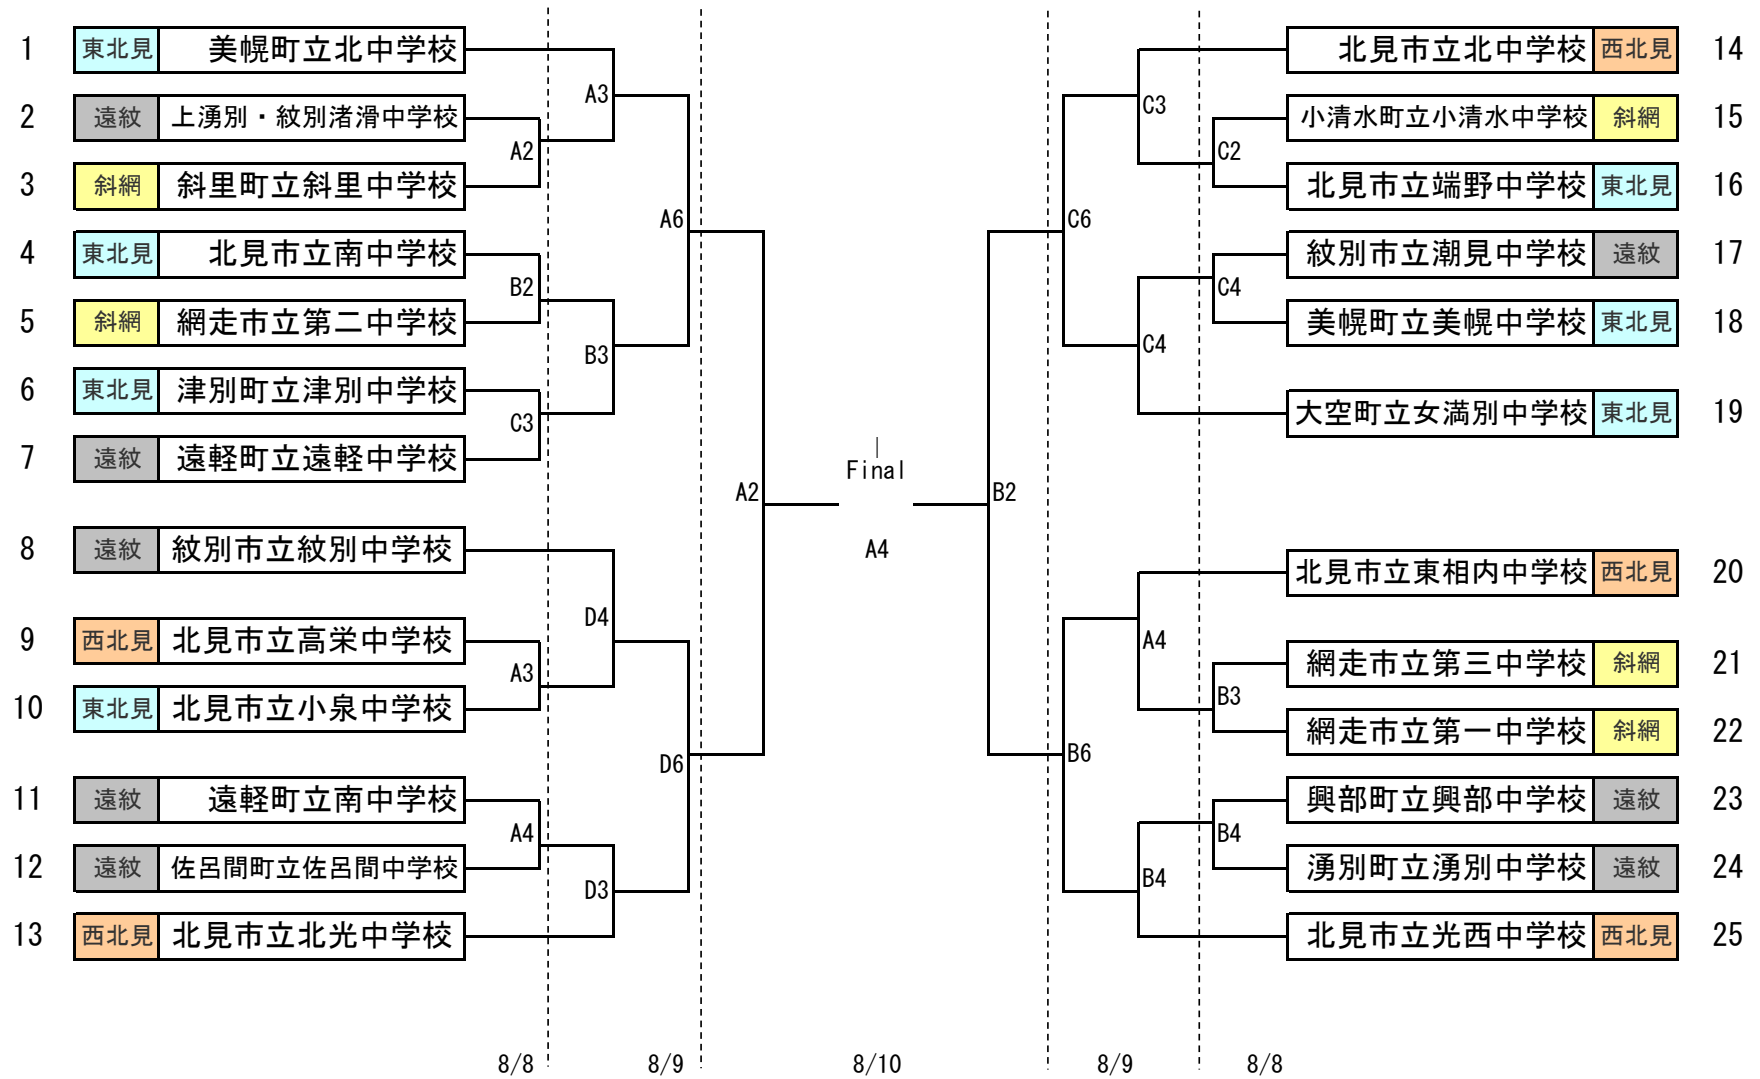 1 東北見 美幌町立北中学校
2 遠紋 上湧別・紋別渚滑中学校
3 斜網 斜里町立斜里中学校
4 東北見 北見市立南中学校
5 斜網 網走市立第二中学校
6 東北見 津別町立津別中学校
7 遠紋 遠軽町立遠軽中学校
8 遠紋 紋別市立紋別中学校
9 西北見 北見市立高栄中学校
10 東北見 北見市立小泉中学校
11 遠紋 遠軽町立南中学校
12 遠紋 佐呂間町立佐呂間中学校
13 西北見 北見市立北光中学校
A2
B2
C3
A3
A4
A3
B3
D4
D3
A6
D6
A2
Final
A4
B2
C6
B6
C3
C4
A4
B4
C2
C4
B3
B4
北見市立北中学校 西北見 14
小清水町立小清水中学校 斜網 15
北見市立端野中学校 東北見 16
紋別市立潮見中学校 遠紋 17
美幌町立美幌中学校 東北見 18
大空町立女満別中学校 東北見 19
北見市立東相内中学校 西北見 20
網走市立第三中学校 斜網 21
網走市立第一中学校 斜網 22
興部町立興部中学校 遠紋 23
湧別町立湧別中学校 遠紋 24
北見市立光西中学校 西北見 25
8/8 8/9 8/10 8/9 8/8